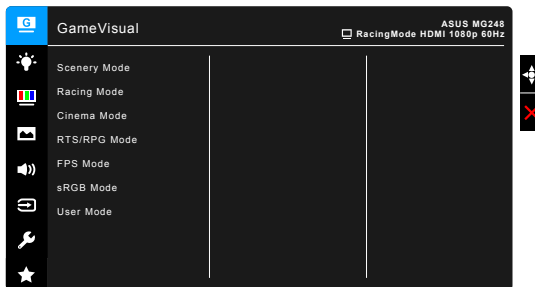 G
GameVisual
ASUS MG248
RacingMode HDMI 1080p 60Hz
Scenery Mode
Racing Mode
Cinema Mode
RTS/RPG Mode
FPS Mode
sRGB Mode
User Mode